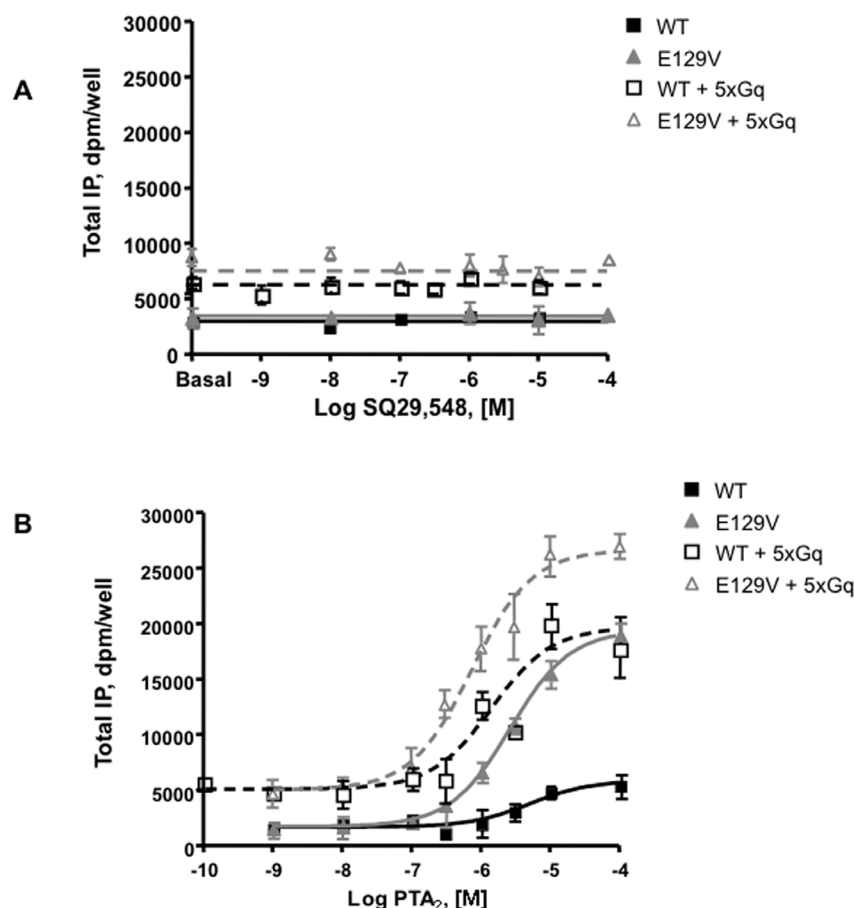 A
Total IP, dpm/well
30000
25000
20000
15000
10000
5000
0
Basal -9 -8 -7 -6 -5 -4
Log SQ29,548, [M]
WT
E129V
WT + 5xGq
E129V + 5xGq
B
Total IP, dpm/well
30000
25000
20000
15000
10000
5000
0
-10 -9 -8 -7 -6 -5 -4
Log PTA₂, [M]
WT
E129V
WT + 5xGq
E129V + 5xGq